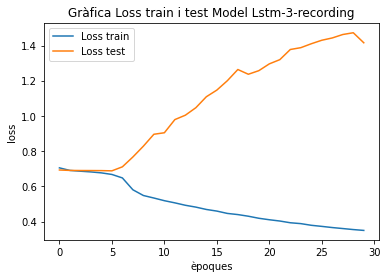 Gràfica Loss train i test Model Lstm-3-recording
Loss train
Loss test
loss
1.4
1.2
1.0
0.8
0.6
0.4
0 5 10 15 20 25 30
èpoques